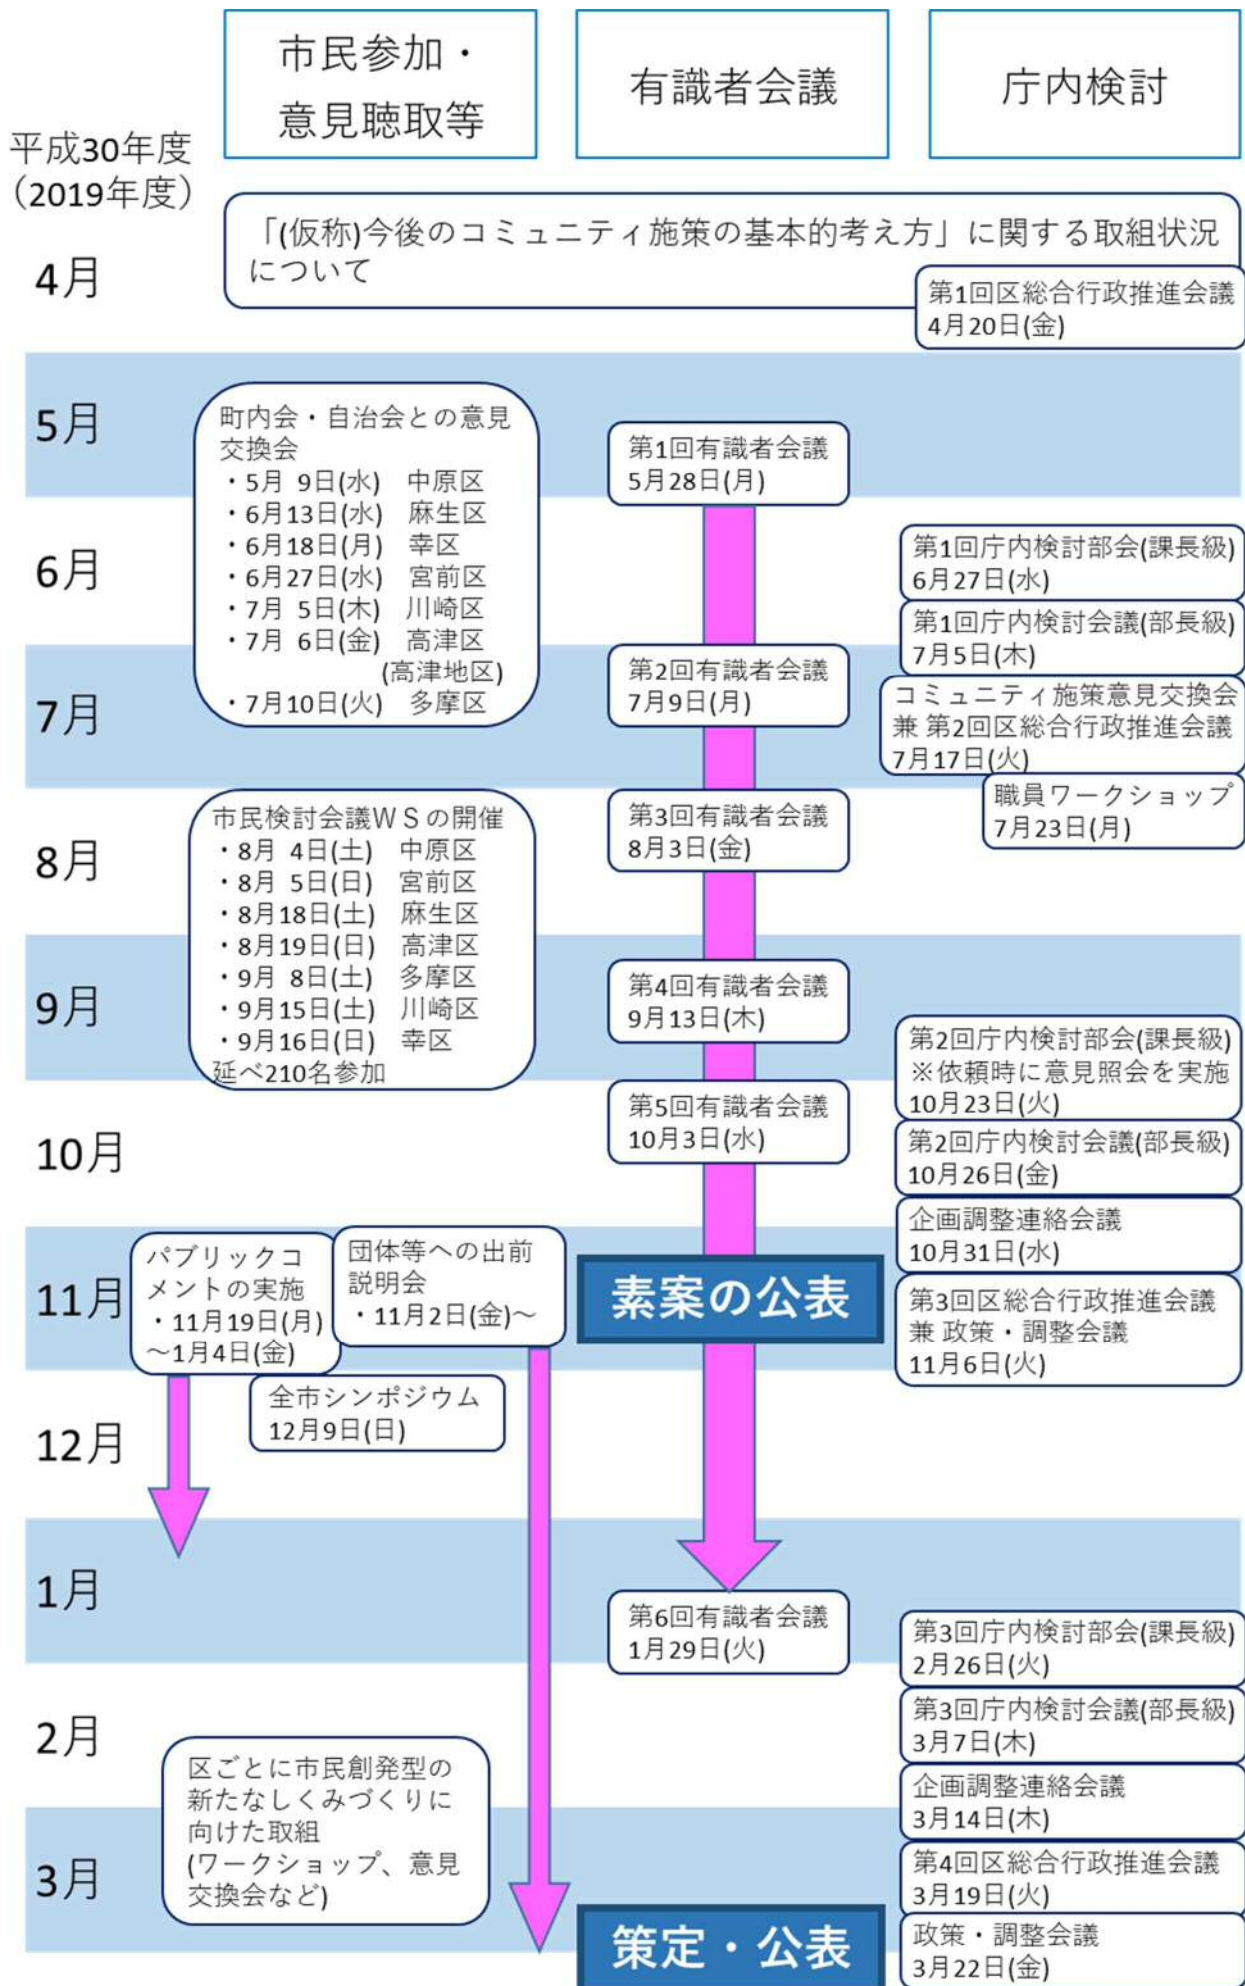 市民参加・
意見聴取等
有識者会議
庁内検討
平成30年度
（2019年度）
「(仮称)今後のコミュニティ施策の基本的考え方」に関する取組状況
について
4月
第1回区総合行政推進会議
4月20日(金)
5月
町内会・自治会との意見
交換会
・5月 9日(水) 中原区
・6月13日(水) 麻生区
・6月18日(月) 幸区
・6月27日(水) 宮前区
・7月 5日(木) 川崎区
・7月 6日(金) 高津区
(高津地区)
・7月10日(火) 多摩区
第1回有識者会議
5月28日(月)
6月
第1回庁内検討部会(課長級)
6月27日(水)
第1回庁内検討会議(部長級)
7月5日(木)
7月
第2回有識者会議
7月9日(月)
コミュニティ施策意見交換会
兼 第2回区総合行政推進会議
7月17日(火)
職員ワークショップ
7月23日(月)
8月
市民検討会議ＷＳの開催
・8月 4日(土) 中原区
・8月 5日(日) 宮前区
・8月18日(土) 麻生区
・8月19日(日) 高津区
・9月 8日(土) 多摩区
・9月15日(土) 川崎区
・9月16日(日) 幸区
延べ210名参加
第3回有識者会議
8月3日(金)
9月
第4回有識者会議
9月13日(木)
第2回庁内検討部会(課長級)
※依頼時に意見照会を実施
10月23日(火)
10月
第5回有識者会議
10月3日(水)
第2回庁内検討会議(部長級)
10月26日(金)
企画調整連絡会議
10月31日(水)
11月
パブリックコ
メントの実施
・11月19日(月)
～1月4日(金)
団体等への出前
説明会
・11月2日(金)～
素案の公表
第3回区総合行政推進会議
兼 政策・調整会議
11月6日(火)
12月
全市シンポジウム
12月9日(日)
1月
第6回有識者会議
1月29日(火)
第3回庁内検討部会(課長級)
2月26日(火)
2月
第3回庁内検討会議(部長級)
3月7日(木)
企画調整連絡会議
3月14日(木)
3月
区ごとに市民創発型の
新たなしくみづくりに
向けた取組
(ワークショップ、意見
交換会など)
第4回区総合行政推進会議
3月19日(火)
策定・公表
政策・調整会議
3月22日(金)